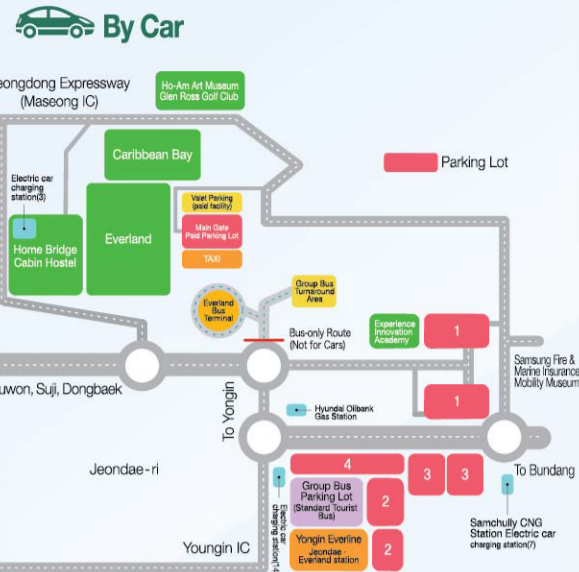 By Car
eongdong Expressway
(Maseong IC)
Ho-Am Art Museum
Glen Ross Golf Club
Caribbean Bay
Parking Lot
Electric car
charging
station(3)
Home Bridge
Cabin Hostel
Everland
Valet Parking
(paid facility)
Main Gate
Paid Parking Lot
TAXI
Everland
Bus
Terminal
Group Bus
Turnaround
Area
Bus-only Route
(Not for Cars)
Experience
Innovation
Academy
1
1
Samsung Fire &
Marine Insurance
Mobility Museum
uwon, Suji, Dongbaek
To Yongin
Hyundai Oilbank
Gas Station
Jeondae-ri
4
3
3
To Bundang
Group Bus
Parking Lot
(Standard Tourist
Bus)
2
Electric car
charging
station(14
Samchully CNG
Station Electric car
charging station(7)
Youngin IC
Yongin Everline
Jeondae -
Everland station
2